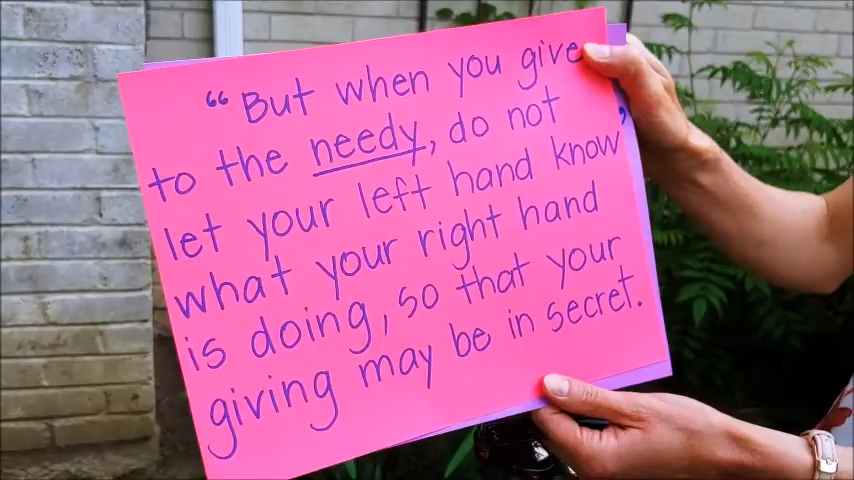 “But when you give
to the needy, do not
let your left hand know
what your right hand
is doing, so that your
giving may be in secret.